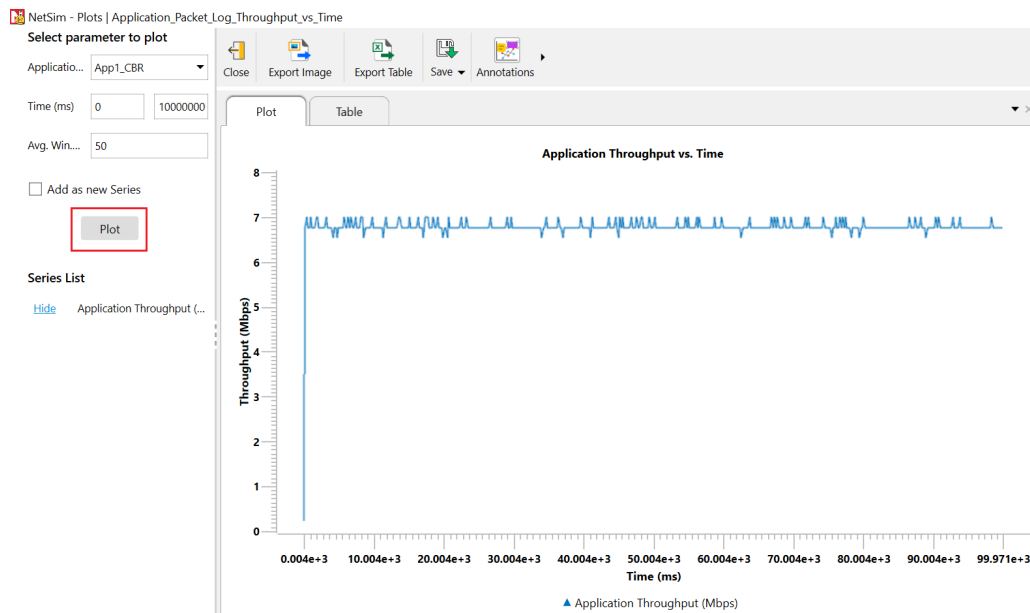 NetSim - Plots | Application_Packet_Log_Throughput_vs_Time
Select parameter to plot
Applicatio... App1_CBR
Time (ms) 0 10000000
Avg. Win.... 50
Add as new Series
Plot
Series List
Hide Application Throughput (...
Close Export Image Export Table Save Annotations
Plot Table
Application Throughput vs. Time
8
7
6
5
4
3
2
1
0
Throughput (Mbps)
0.004e+3 10.004e+3 20.004e+3 30.004e+3 40.004e+3 50.004e+3 60.004e+3 70.004e+3 80.004e+3 90.004e+3 99.971e+3
Time (ms)
Application Throughput (Mbps)